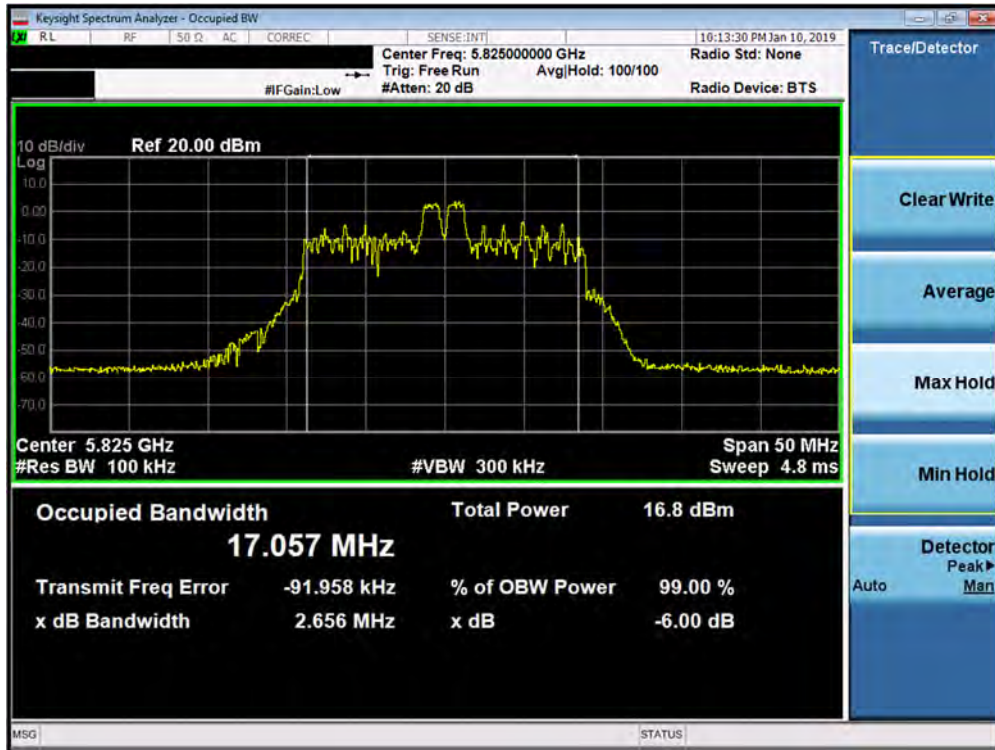 Keysight Spectrum Analyzer - Occupied BW
LXI RL RF 50 Ω AC CORREC SENSE:INT 10:13:30 PM Jan 10, 2019
Center Freq: 5.825000000 GHz Radio Std: None
Trig: Free Run Avg|Hold: 100/100
#IFGain:Low #Atten: 20 dB Radio Device: BTS
10 dB/div Ref 20.00 dBm
Log
10.0
0.00
-10.0
-20.0
-30.0
-40.0
-50.0
-60.0
-70.0
Center 5.825 GHz Span 50 MHz
#Res BW 100 kHz #VBW 300 kHz Sweep 4.8 ms
Occupied Bandwidth Total Power 16.8 dBm
17.057 MHz
Transmit Freq Error -91.958 kHz % of OBW Power 99.00 %
x dB Bandwidth 2.656 MHz x dB -6.00 dB
MSG STATUS
Trace/Detector
Clear Write
Average
Max Hold
Min Hold
Detector
Peak▶
Auto Man